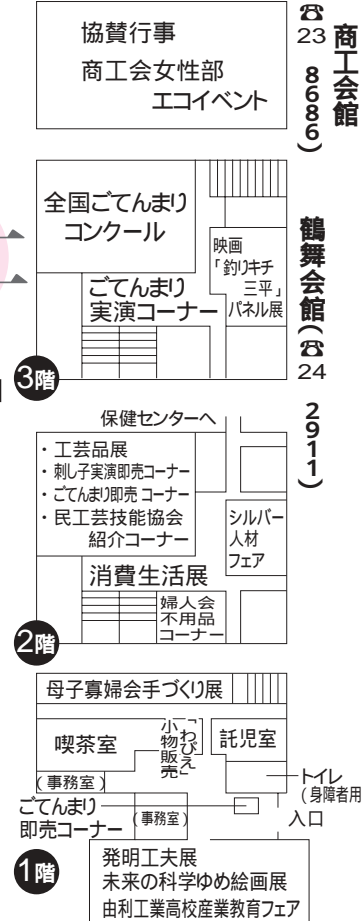 商工会館
☎23 8686)
協賛行事
商工会女性部
エコイベント
鶴舞会館(☎24 2911)
全国ごてんまり
コンクール
映画
「釣りキチ
三平」
パネル展
ごてんまり
実演コーナー
3階
保健センターへ
・工芸品展
・刺し子実演即売コーナー
・ごてんまり即売 コーナー
・民工芸技能協会
紹介コーナー
シルバー
人材
フェア
消費生活展
婦人会
不用品
コーナー
2階
母子寡婦会手づくり展
喫茶室
「わびえ」
小物販売
託児室
(事務室)
トイレ
(身障者用
ごてんまり
即売コーナー
(事務室)
入口
1階
発明工夫展
未来の科学ゆめ絵画展
由利工業高校産業教育フェア